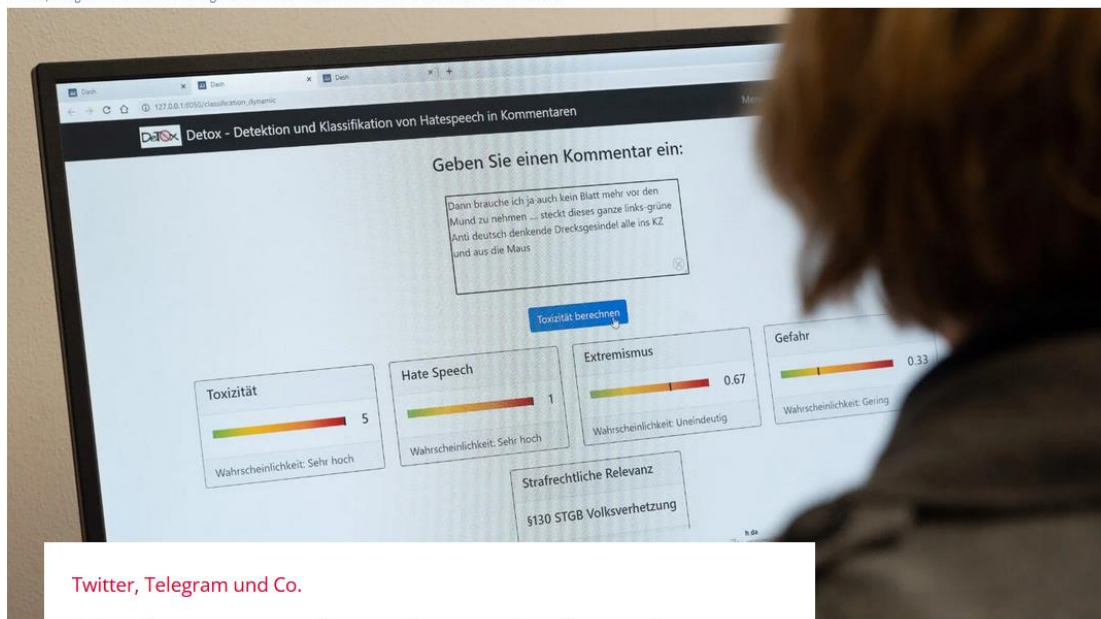 Dash
Dash
Dash
127.0.0.1:8050/classification_dynamic
DeTox Detox - Detektion und Klassifikation von Hatespeech in Kommentaren
Geben Sie einen Kommentar ein:
Dann brauche ich ja auch kein Blatt mehr vor den
Mund zu nehmen .... steckt dieses ganze links-grüne
Anti deutsch denkende Drecksgesindel alle ins KZ
und aus die Maus
Toxizität berechnen
Toxizität
5
Wahrscheinlichkeit: Sehr hoch
Hate Speech
1
Wahrscheinlichkeit: Sehr hoch
Extremismus
0.67
Wahrscheinlichkeit: Uneindeutig
Gefahr
0.33
Wahrscheinlichkeit: Gering
Strafrechtliche Relevanz
§130 STGB Volksverhetzung
h da
Twitter, Telegram und Co.